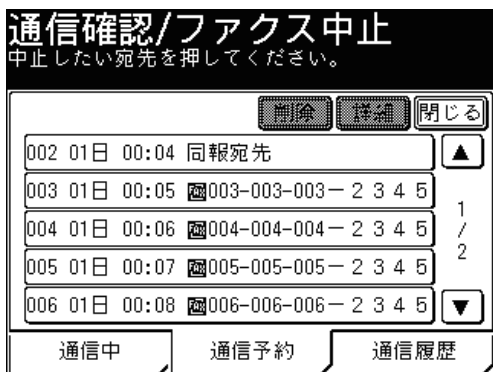 通信確認/ファクス中止
中止したい宛先を押してください。
削除 詳細 閉じる
002 01日 00:04 同報宛先
003 01日 00:05 FAX003-003-003－２３４５
004 01日 00:06 FAX004-004-004－２３４５
005 01日 00:07 FAX005-005-005－２３４５
006 01日 00:08 FAX006-006-006－２３４５
▲
1
/
2
▼
通信中 通信予約 通信履歴